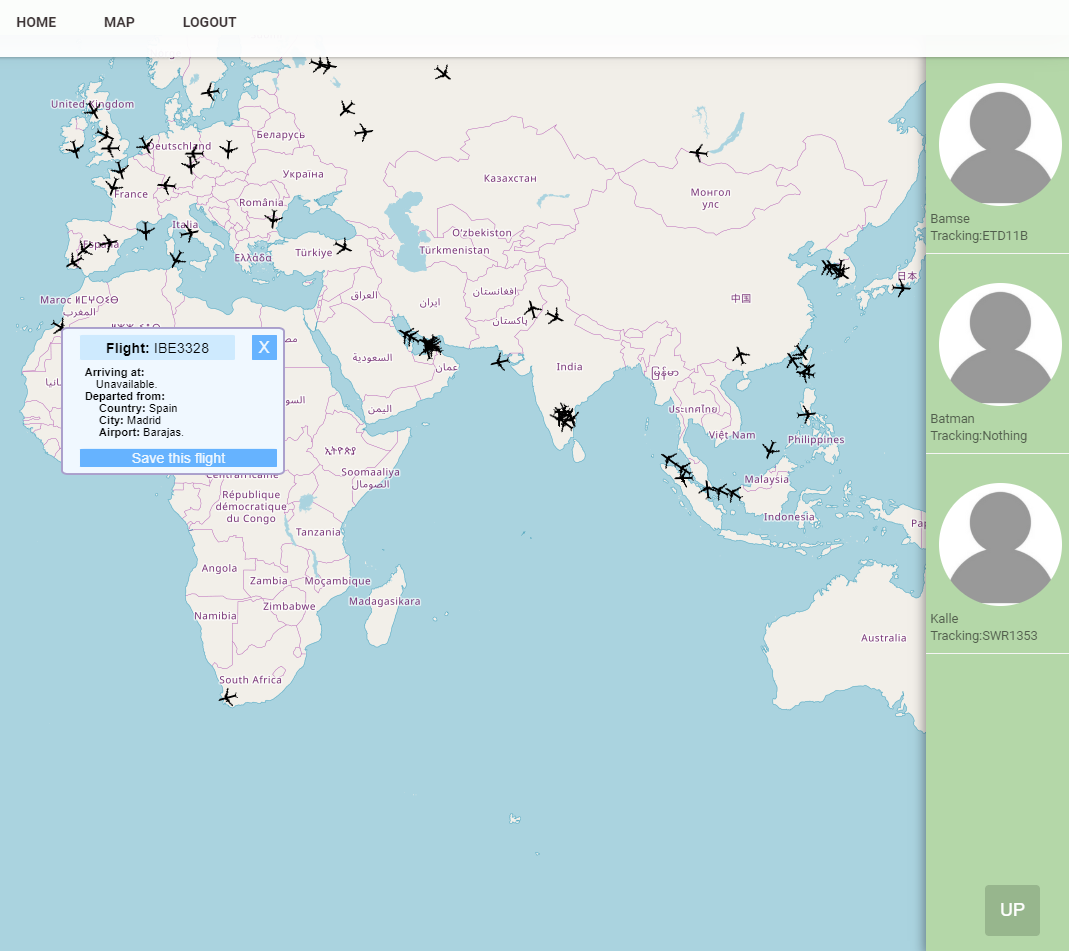 HOME MAP LOGOUT
United Kingdom
Deutschland
Беларусь
Україна
France
România
Italia
España
Ελλάδα
Türkiye
Казахстан
Монгол
улс
Oʻzbekiston
Türkmenistan
افغانستان
ایران
پاکستان
العراق
السعودية
عمان
اليمن
中国
日本
India
ประเทศไทย
Việt Nam
Philippines
Malaysia
Indonesia
Maroc ⵍⵎⵖⵔⵉⴱ
المغرب
Flight: IBE3328 X
Arriving at:
Unavailable.
Departed from:
Country: Spain
City: Madrid
Airport: Barajas.
Save this flight
ኢትዮጵያ
Soomaaliya
الصومال
Centrafricaine
République
démocratique
du Congo
Tanzania
Angola
Zambia
Moçambique
Zimbabwe
Madagasikara
Namibia
South Africa
Australia
Bamse
Tracking:ETD11B
Batman
Tracking:Nothing
Kalle
Tracking:SWR1353
UP